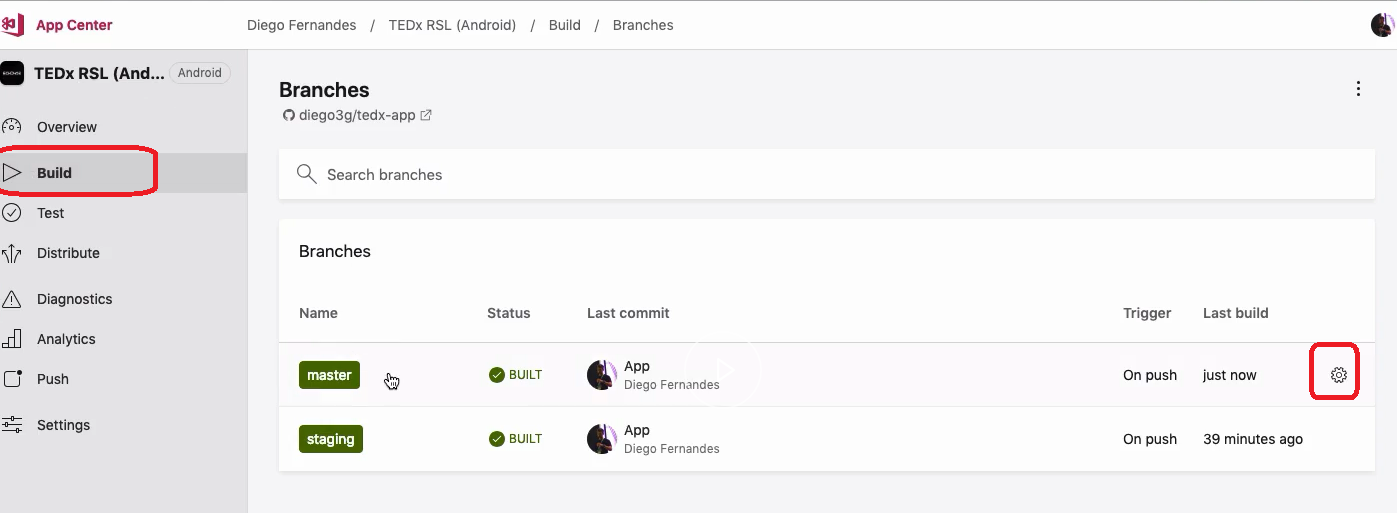 App Center
Diego Fernandes / TEDx RSL (Android) / Build / Branches
TEDx RSL (And... Android
Overview
Build
Test
Distribute
Diagnostics
Analytics
Push
Settings
Branches
diego3g/tedx-app
Search branches
Branches
Name Status Last commit Trigger Last build
master BUILT App Diego Fernandes On push just now
staging BUILT App Diego Fernandes On push 39 minutes ago